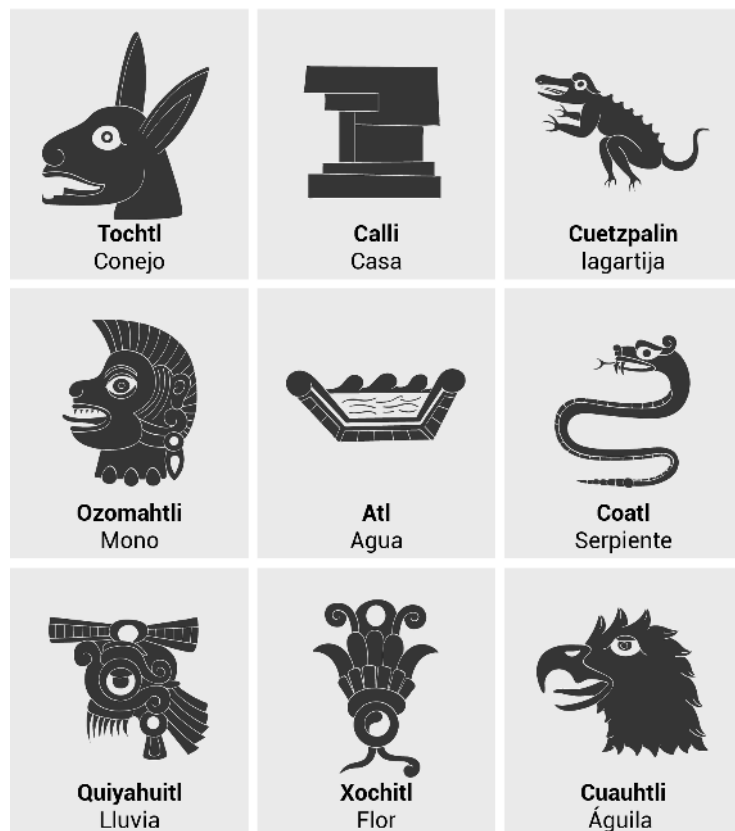 Tochtl
Conejo
Calli
Casa
Cuetzpalin
lagartija
Ozomahtli
Mono
Atl
Agua
Coatl
Serpiente
Quiyahuitl
Lluvia
Xochitl
Flor
Cuauhtli
Águila